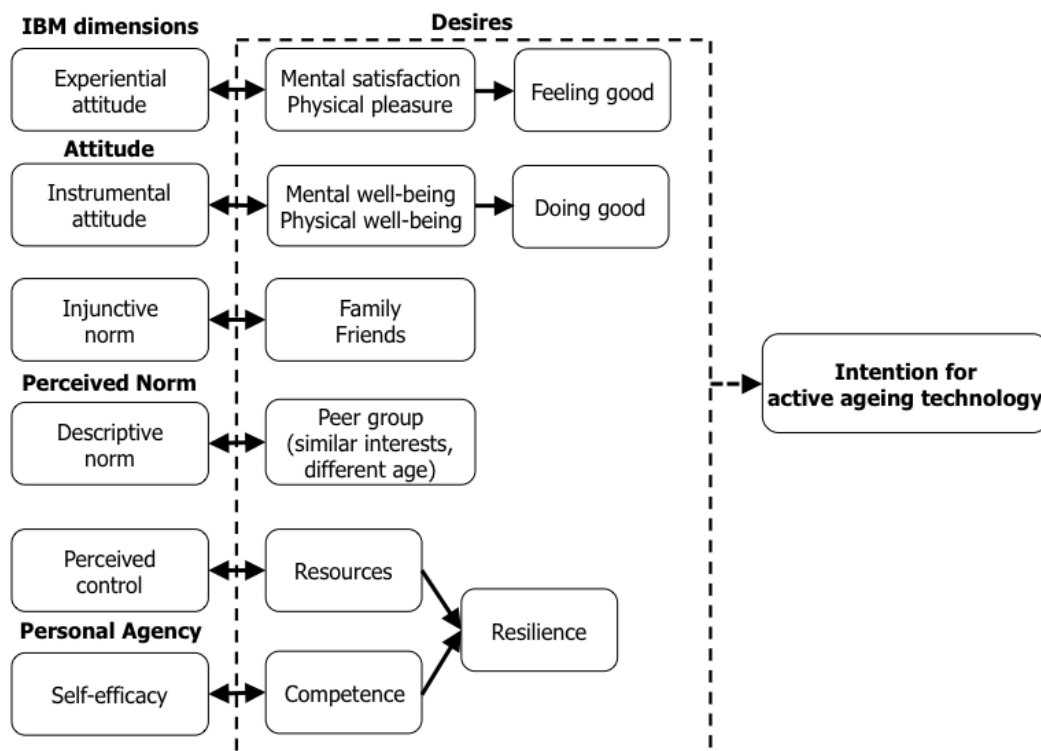 IBM dimensions
Desires
Experiential
attitude
Mental satisfaction
Physical pleasure
Feeling good
Attitude
Instrumental
attitude
Mental well-being
Physical well-being
Doing good
Injunctive
norm
Family
Friends
Intention for
active ageing technology
Perceived Norm
Descriptive
norm
Peer group
(similar interests,
different age)
Perceived
control
Resources
Resilience
Personal Agency
Self-efficacy
Competence